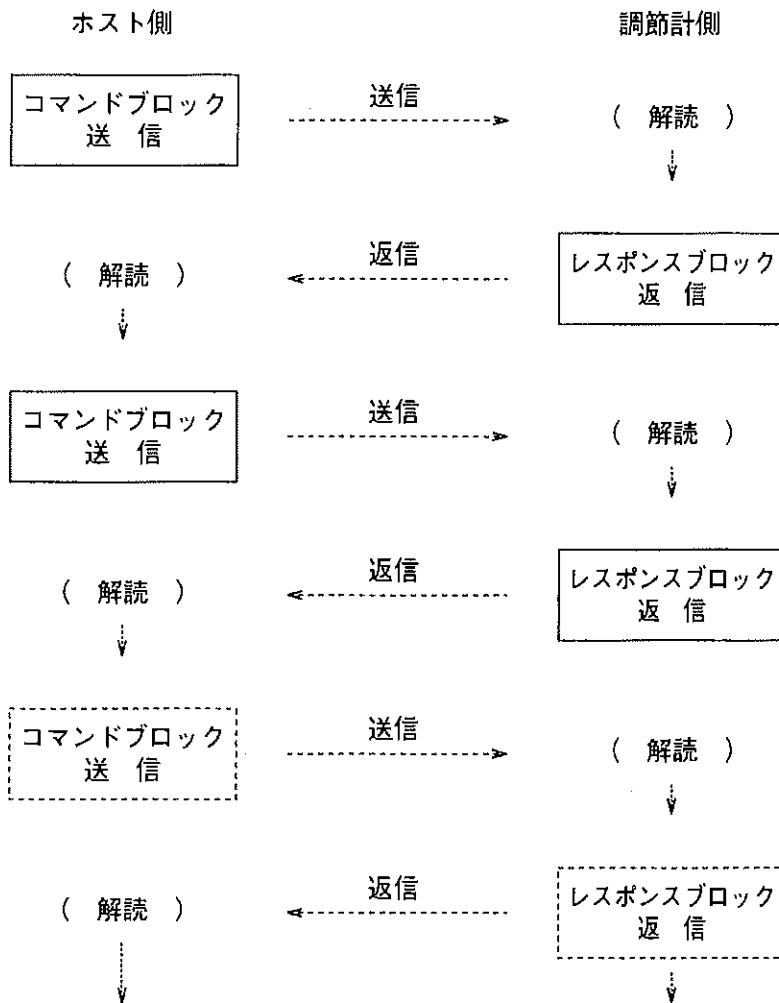 ホスト側
調節計側
コマンドブロック
送 信
送信
( 解読 )
( 解読 )
返信
レスポンスブロック
返 信
コマンドブロック
送 信
送信
( 解読 )
( 解読 )
返信
レスポンスブロック
返 信
コマンドブロック
送 信
送信
( 解読 )
( 解読 )
返信
レスポンスブロック
返 信